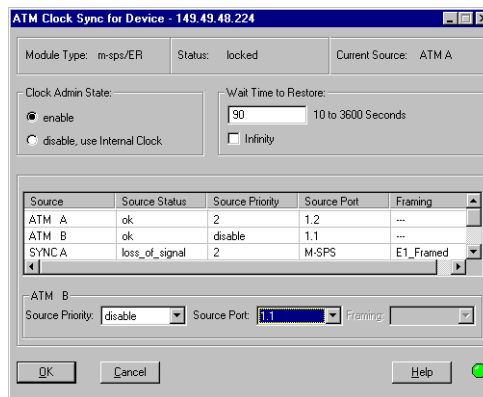 ATM Clock Sync for Device - 149.49.48.224
Module Type: m-sps/ER Status: locked Current Source: ATM A
Clock Admin State:
enable
disable, use Internal Clock
Wait Time to Restore:
90 10 to 3600 Seconds
Infinity
Source Source Status Source Priority Source Port Framing
ATM A ok 2 1.2 ---
ATM B ok disable 1.1 ---
SYNC A loss_of_signal 2 M-SPS E1_Framed
ATM B
Source Priority: disable Source Port: 1.1 Framing:
OK Cancel Help